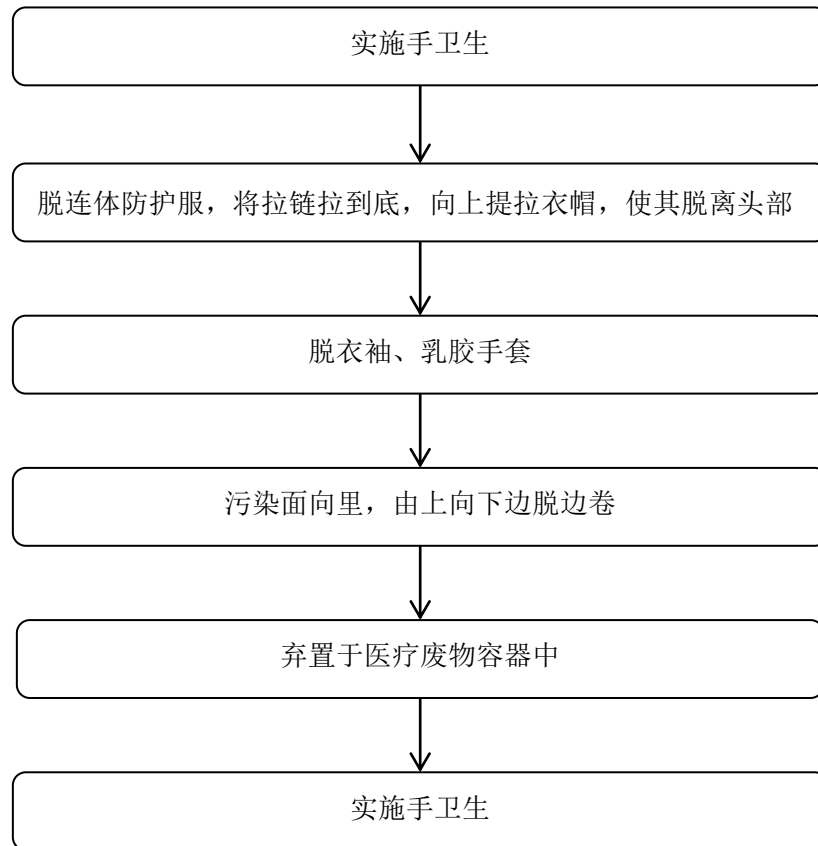 实施手卫生
脱连体防护服，将拉链拉到底，向上提拉衣帽，使其脱离头部
脱衣袖、乳胶手套
污染面向里，由上向下边脱边卷
弃置于医疗废物容器中
实施手卫生